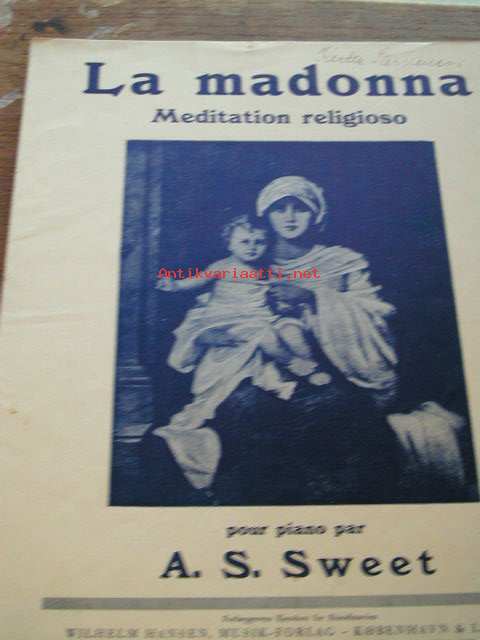 La madonna
Meditation religioso
Antikvariaatti.net
pour piano par
A. S. Sweet
WILHELM HANSEN, MUSIK-FORLAG - KØBENHAVN & L